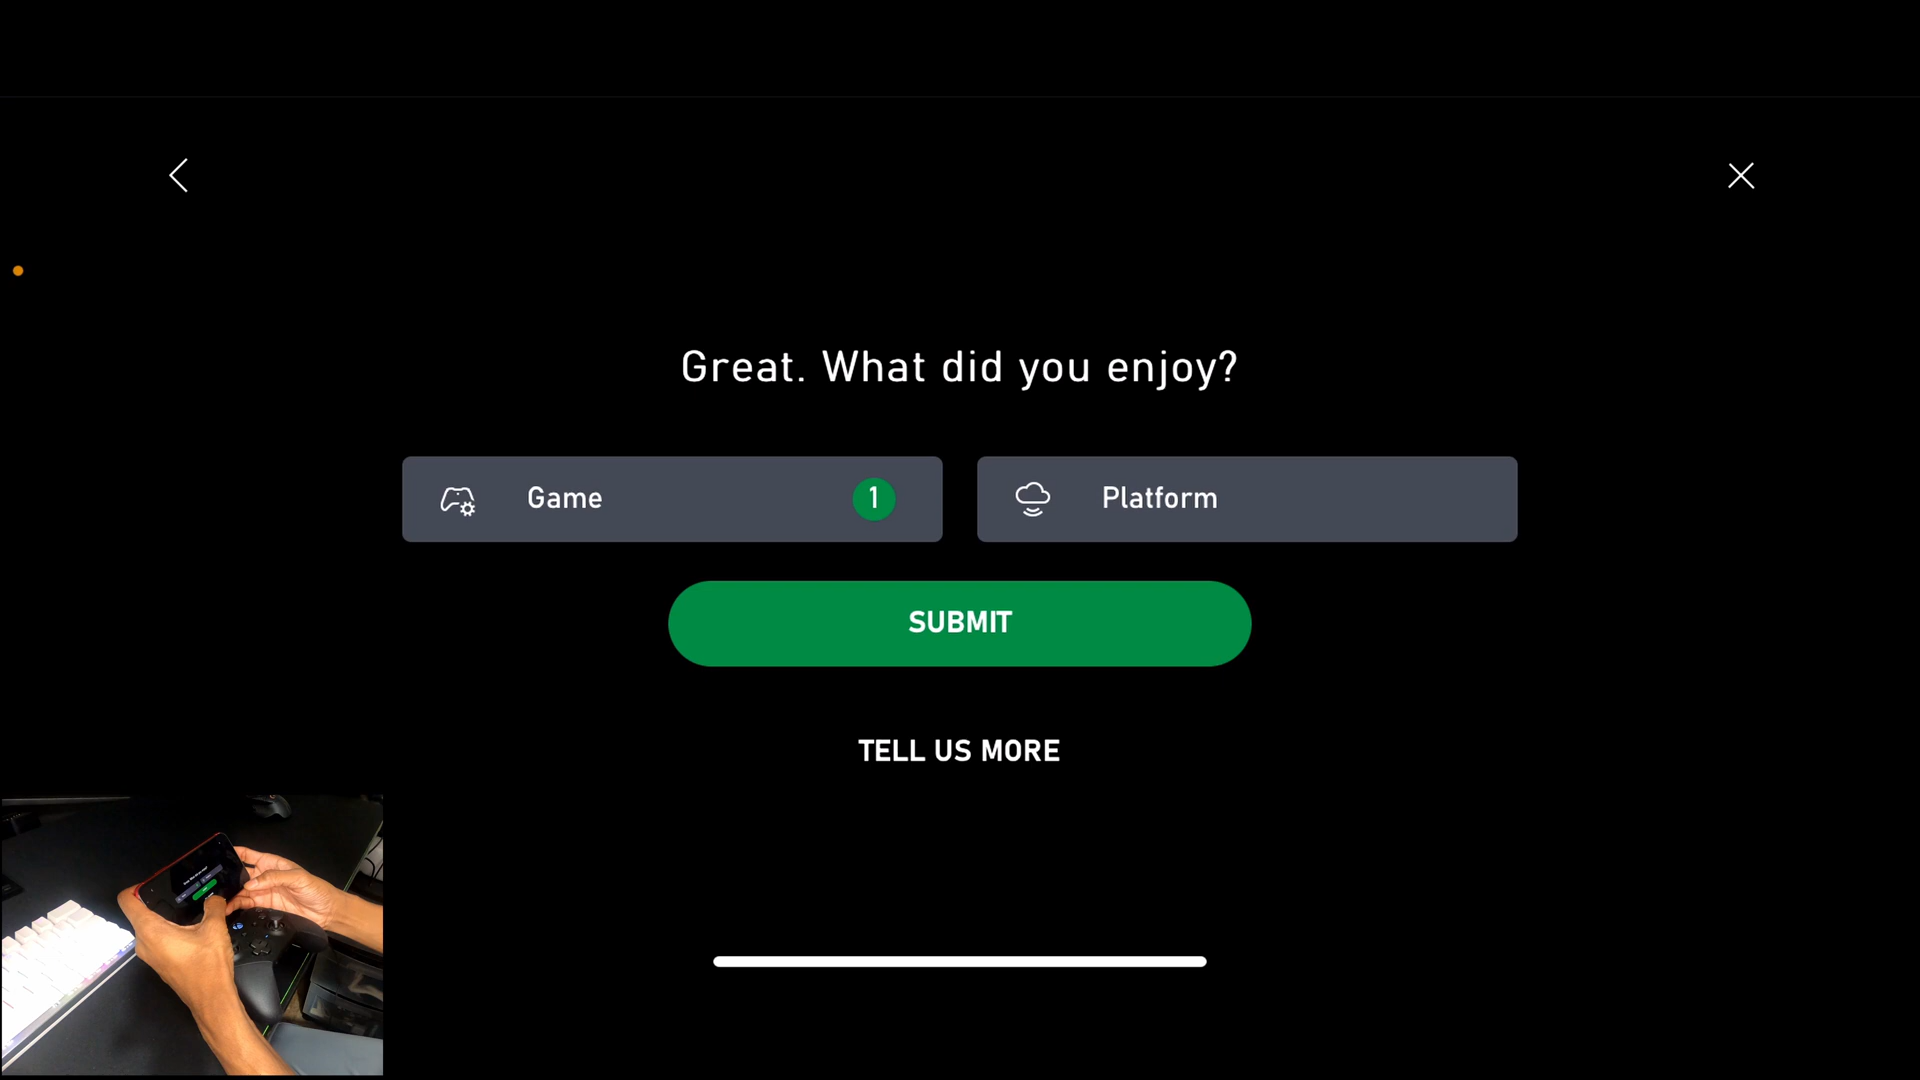 Great. What did you enjoy?
Game 1
Platform
SUBMIT
TELL US MORE